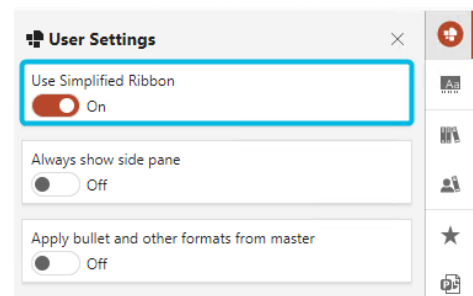 User Settings
Use Simplified Ribbon
On
Always show side pane
Off
Apply bullet and other formats from master
Off
Aa